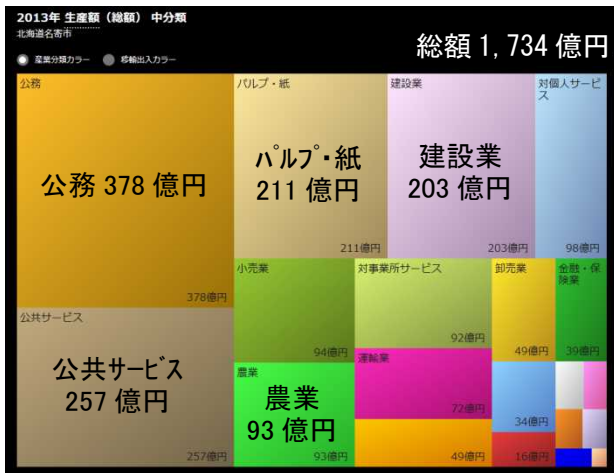 2013年 生産額（総額） 中分類
北海道名寄市
産業分類カラー 移輸出入カラー
総額 1,734 億円
公務
公務 378 億円
378億円
パルプ・紙
パルプ・紙
211 億円
211億円
建設業
建設業
203 億円
203億円
対個人サービ
ス
98億円
公共サービス
公共サービス
257 億円
257億円
小売業
94億円
対事業所サービス
92億円
卸売業
49億円
金融・保
険業
39億円
農業
農業
93 億円
93億円
運輸業
72億円
49億円
34億円
16億円